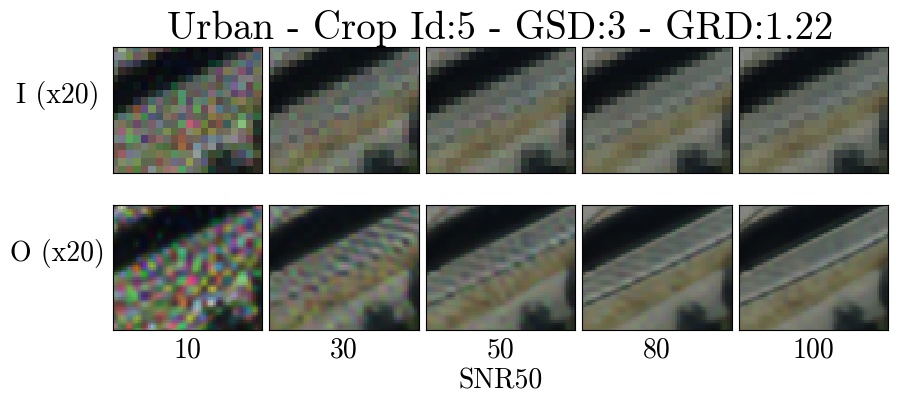 Urban - Crop Id:5 - GSD:3 - GRD:1.22
I (x20)
O (x20)
10 30 50 80 100
SNR50